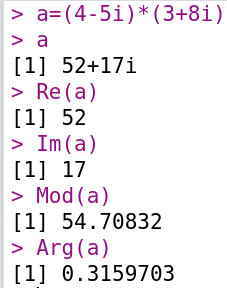 > a=(4-5i)*(3+8i)
> a
[1] 52+17i
> Re(a)
[1] 52
> Im(a)
[1] 17
> Mod(a)
[1] 54.70832
> Arg(a)
[1] 0.3159703